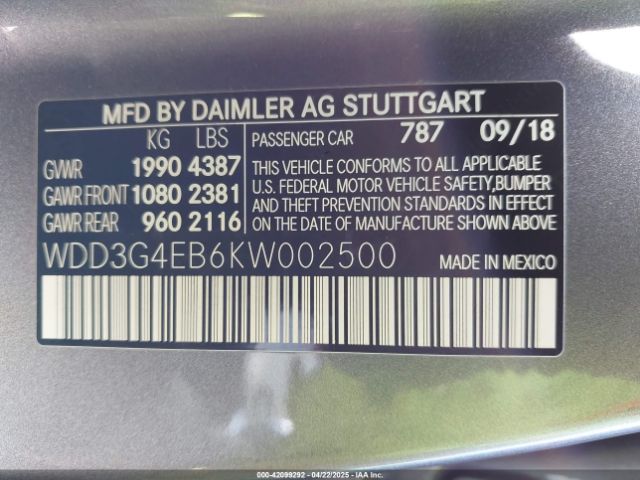 MFD BY DAIMLER AG STUTTGART
KG LBS
GVWR 1990 4387
GAWR FRONT 1080 2381
GAWR REAR 960 2116
PASSENGER CAR 787 09/18
THIS VEHICLE CONFORMS TO ALL APPLICABLE
U.S. FEDERAL MOTOR VEHICLE SAFETY,BUMPER
AND THEFT PREVENTION STANDARDS IN EFFECT
ON THE DATE OF MANUFACTURE SHOWN ABOVE.
WDD3G4EB6KW002500 MADE IN MEXICO
000-42099292 - 04/22/2025 - IAAI.COM